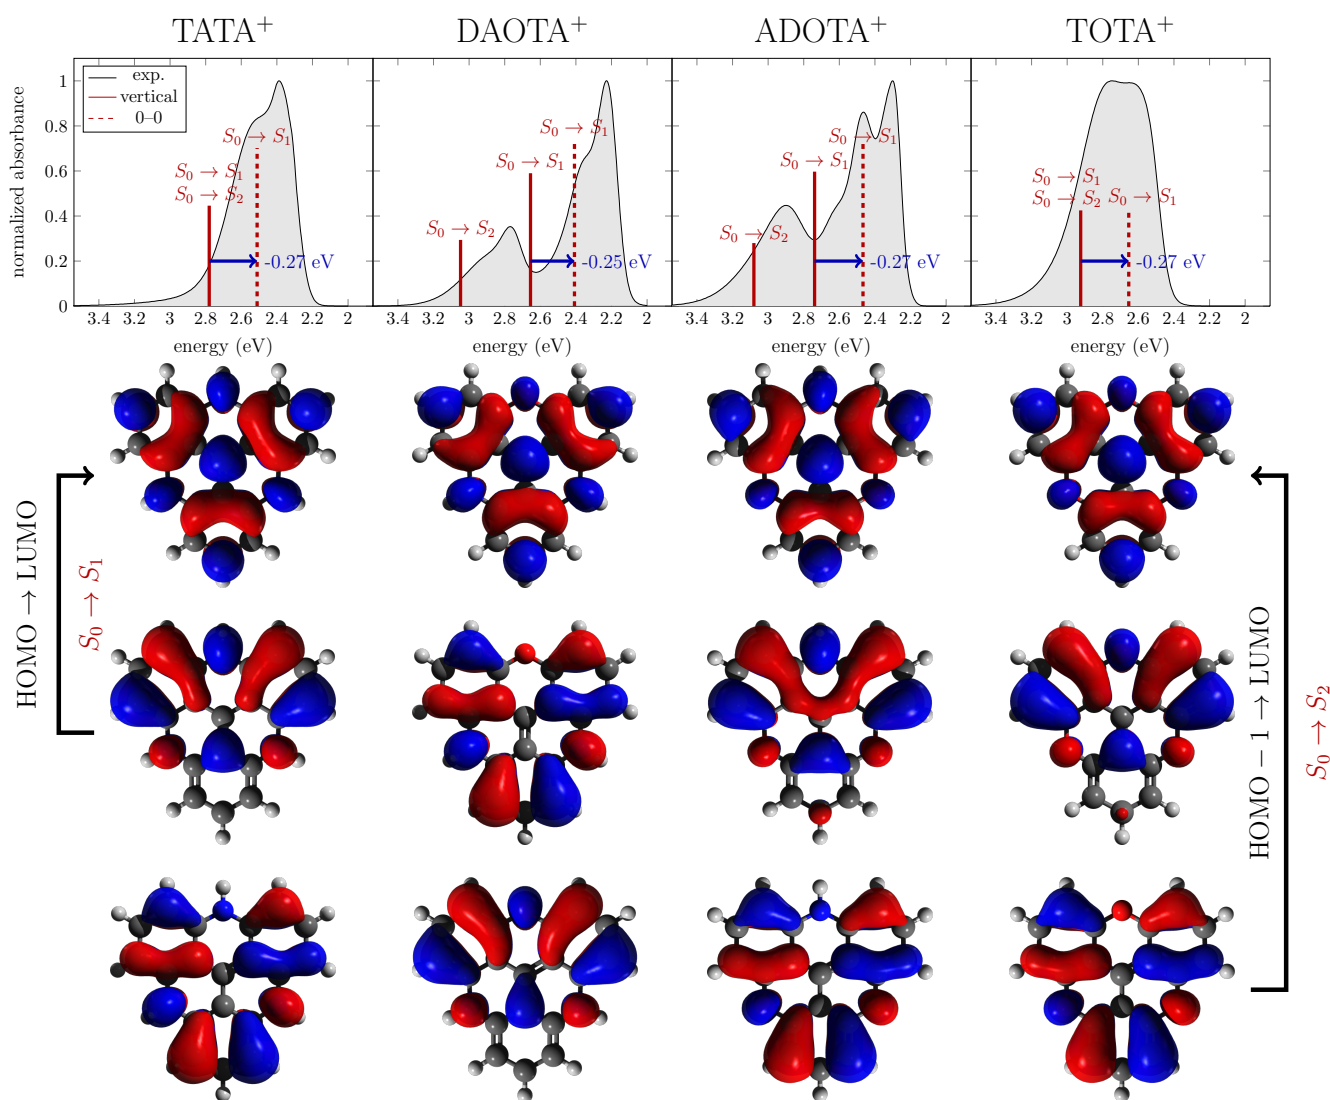 TATA+ DAOTA+ ADOTA+ TOTA+
normalized absorbance
1
0.8
0.6
0.4
0.2
0
exp.
vertical
0–0
S0 → S1
S0 → S1
S0 → S2
-0.27 eV
S0 → S1
S0 → S1
S0 → S2
-0.25 eV
S0 → S1
S0 → S1
S0 → S2
-0.27 eV
S0 → S1
S0 → S2
S0 → S1
-0.27 eV
3.4 3.2 3 2.8 2.6 2.4 2.2 2
3.4 3.2 3 2.8 2.6 2.4 2.2 2
3.4 3.2 3 2.8 2.6 2.4 2.2 2
3.4 3.2 3 2.8 2.6 2.4 2.2 2
energy (eV) energy (eV) energy (eV) energy (eV)
HOMO → LUMO
S0 → S1
HOMO − 1 → LUMO
S0 → S2